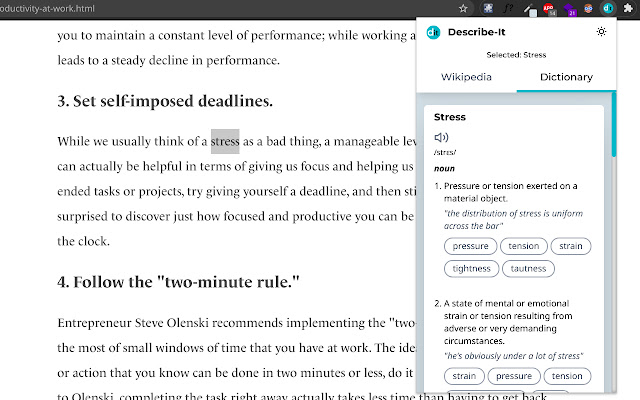 oductivity-at-work.html
you to maintain a constant level of performance; while working a
leads to a steady decline in performance.
3. Set self-imposed deadlines.
While we usually think of a stress as a bad thing, a manageable lev
can actually be helpful in terms of giving us focus and helping us
ended tasks or projects, try giving yourself a deadline, and then sti
surprised to discover just how focused and productive you can be
the clock.
4. Follow the "two-minute rule."
Entrepreneur Steve Olenski recommends implementing the "two-
the most of small windows of time that you have at work. The ide
or action that you know can be done in two minutes or less, do it
to Olenski, completing the task right away actually takes less time than having to get back
dit Describe-It
Selected: Stress
Wikipedia Dictionary
Stress
/stres/
noun
1. Pressure or tension exerted on a
material object.
"the distribution of stress is uniform
across the bar"
pressure tension strain
tightness tautness
2. A state of mental or emotional
strain or tension resulting from
adverse or very demanding
circumstances.
"he's obviously under a lot of stress"
strain pressure tension